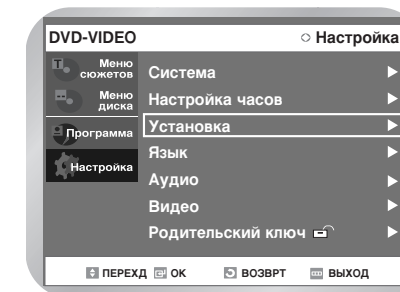 DVD-VIDEO
Настройка
Меню сюжетов
Меню диска
Программа
Настройка
Система
Настройка часов
Установка
Язык
Аудио
Видео
Родительский ключ
ПЕРЕХД ОК ВОЗВРТ ВЫХОД